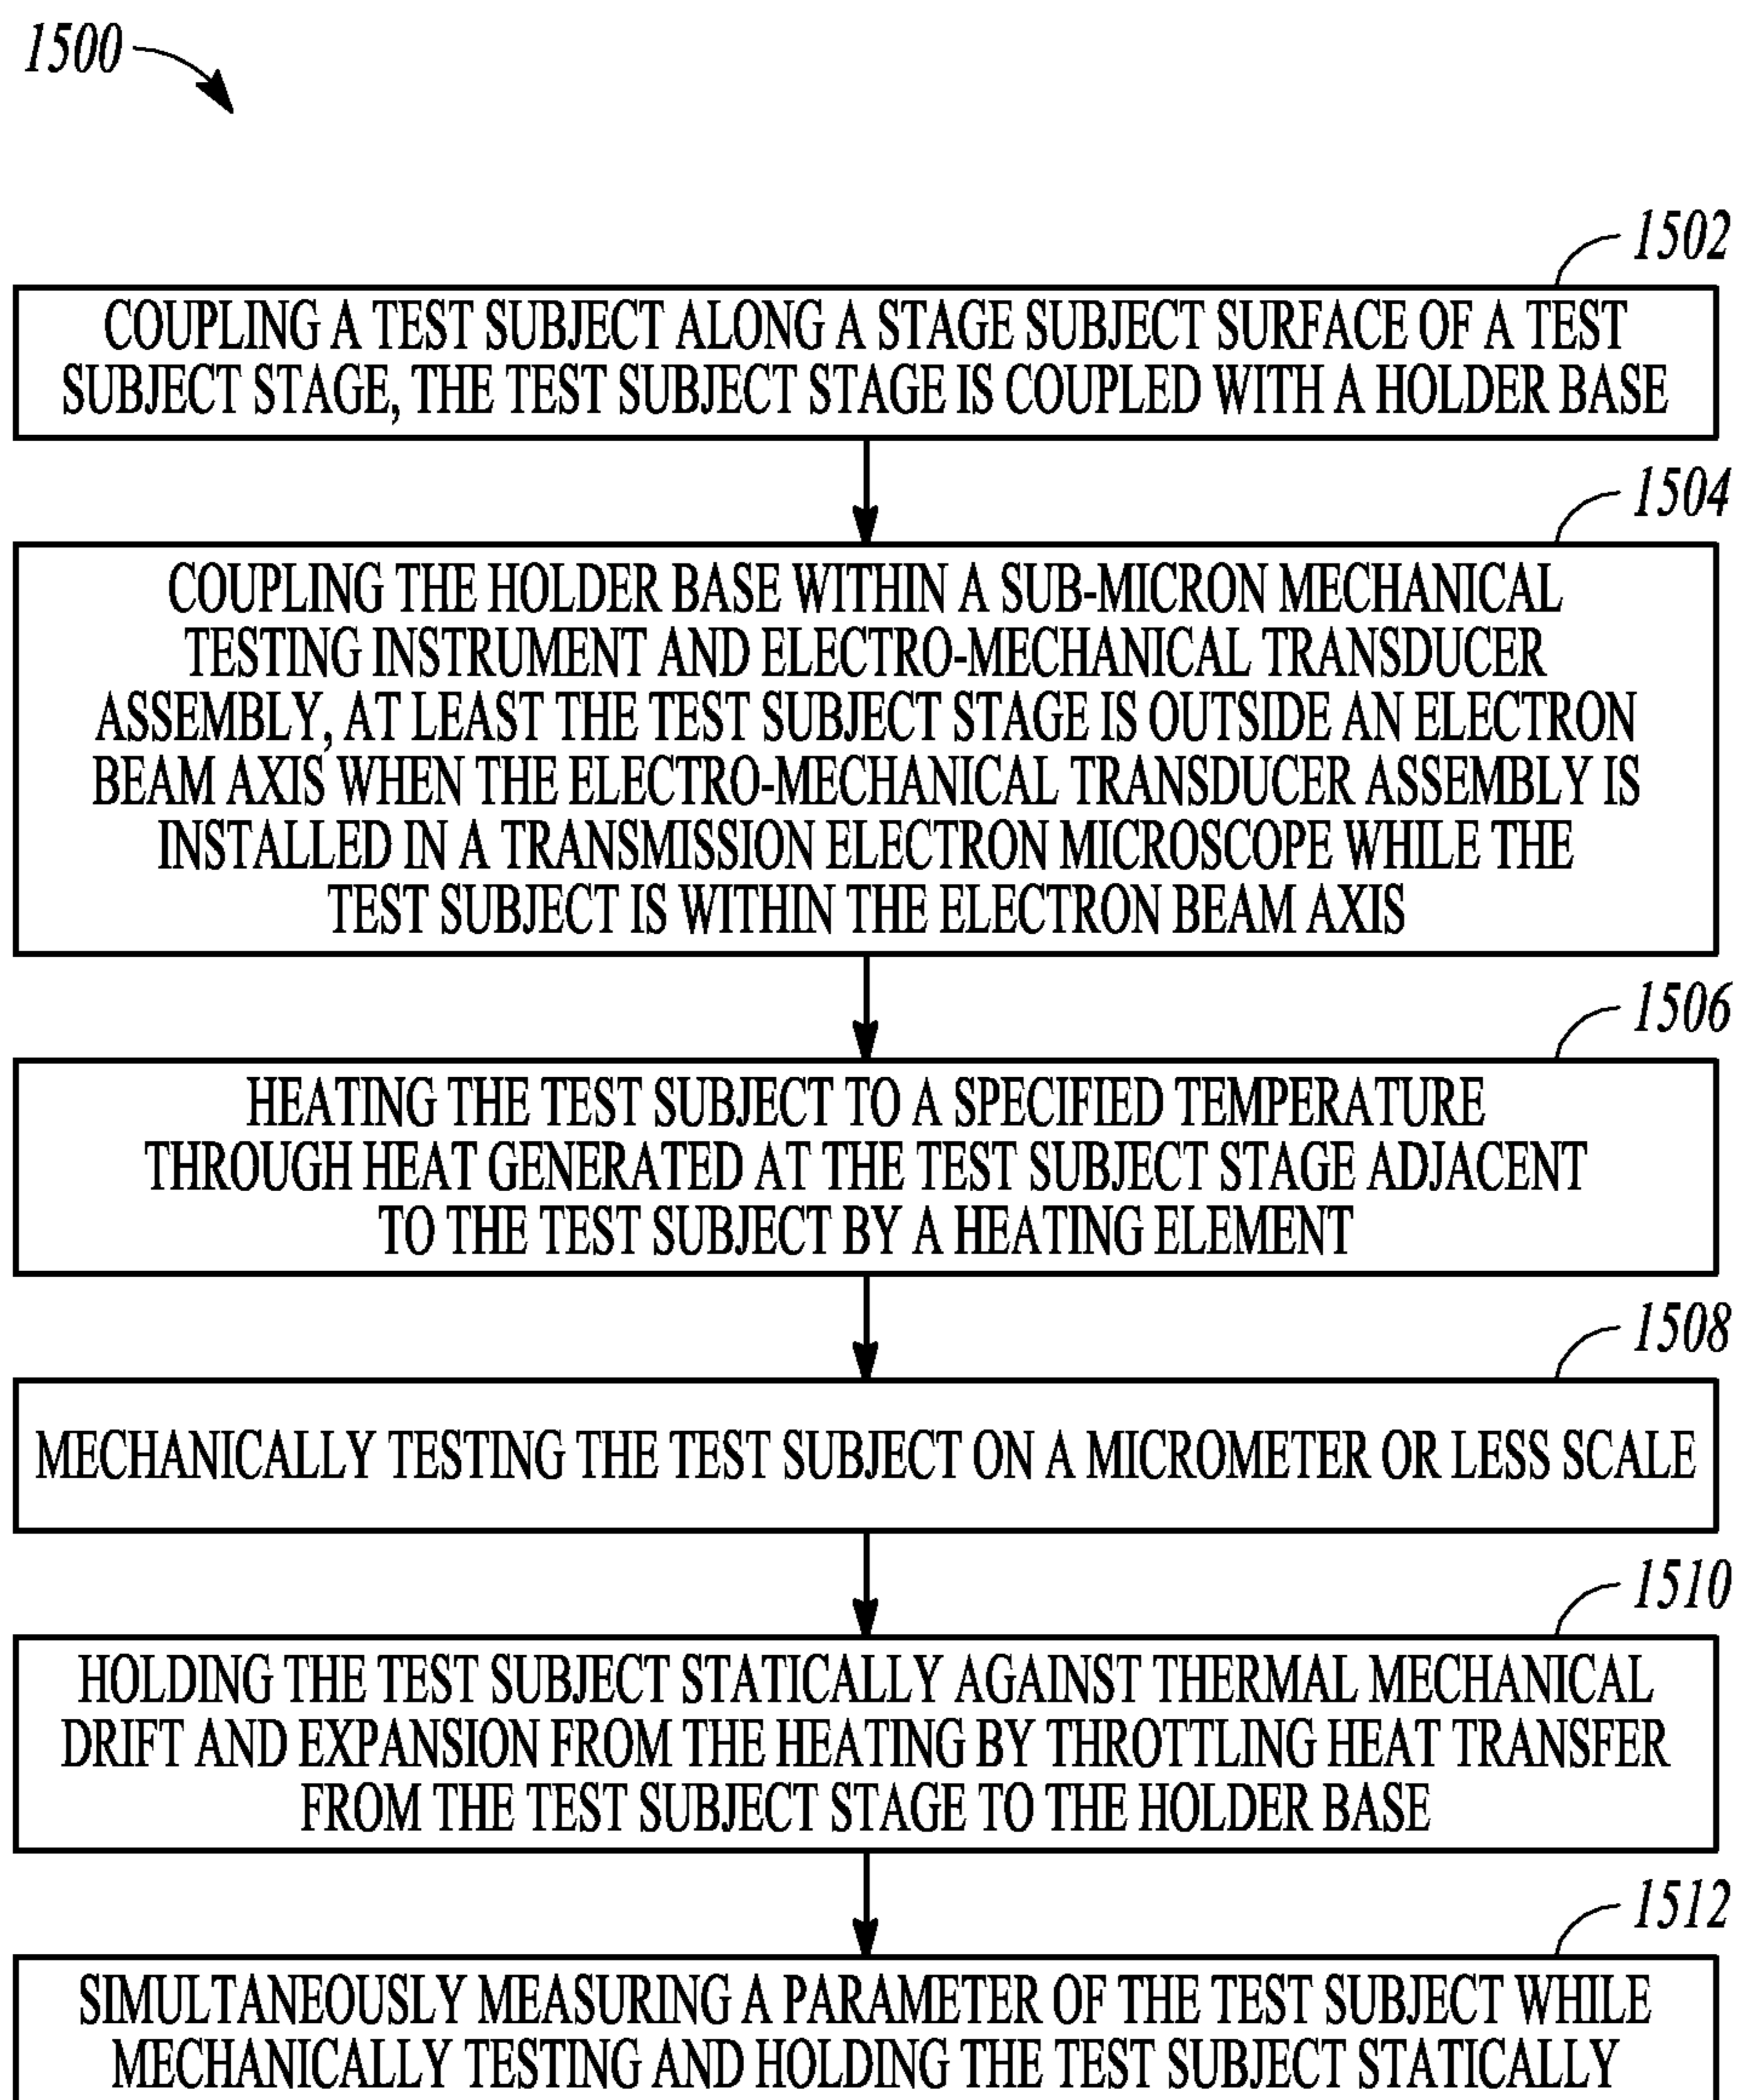 1500
1502
COUPLING A TEST SUBJECT ALONG A STAGE SUBJECT SURFACE OF A TEST
SUBJECT STAGE, THE TEST SUBJECT STAGE IS COUPLED WITH A HOLDER BASE
1504
COUPLING THE HOLDER BASE WITHIN A SUB-MICRON MECHANICAL
TESTING INSTRUMENT AND ELECTRO-MECHANICAL TRANSDUCER
ASSEMBLY, AT LEAST THE TEST SUBJECT STAGE IS OUTSIDE AN ELECTRON
BEAM AXIS WHEN THE ELECTRO-MECHANICAL TRANSDUCER ASSEMBLY IS
INSTALLED IN A TRANSMISSION ELECTRON MICROSCOPE WHILE THE
TEST SUBJECT IS WITHIN THE ELECTRON BEAM AXIS
1506
HEATING THE TEST SUBJECT TO A SPECIFIED TEMPERATURE
THROUGH HEAT GENERATED AT THE TEST SUBJECT STAGE ADJACENT
TO THE TEST SUBJECT BY A HEATING ELEMENT
1508
MECHANICALLY TESTING THE TEST SUBJECT ON A MICROMETER OR LESS SCALE
1510
HOLDING THE TEST SUBJECT STATICALLY AGAINST THERMAL MECHANICAL
DRIFT AND EXPANSION FROM THE HEATING BY THROTTLING HEAT TRANSFER
FROM THE TEST SUBJECT STAGE TO THE HOLDER BASE
1512
SIMULTANEOUSLY MEASURING A PARAMETER OF THE TEST SUBJECT WHILE
MECHANICALLY TESTING AND HOLDING THE TEST SUBJECT STATICALLY